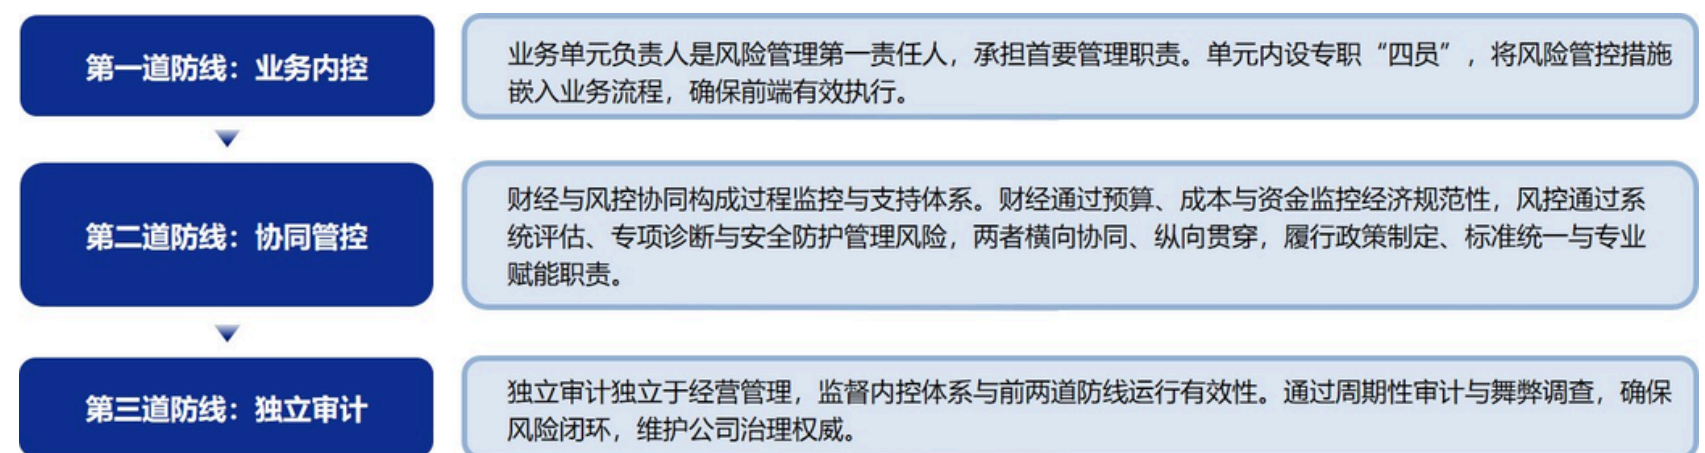 第一道防线：业务内控
业务单元负责人是风险管理第一责任人，承担首要管理职责。单元内设专职“四员”，将风险管控措施
嵌入业务流程，确保前端有效执行。
第二道防线：协同管控
财经与风控协同构成过程监控与支持体系。财经通过预算、成本与资金监控经济规范性，风控通过系
统评估、专项诊断与安全防护管理风险，两者横向协同、纵向贯穿，履行政策制定、标准统一与专业
赋能职责。
第三道防线：独立审计
独立审计独立于经营管理，监督内控体系与前两道防线运行有效性。通过周期性审计与舞弊调查，确保
风险闭环，维护公司治理权威。